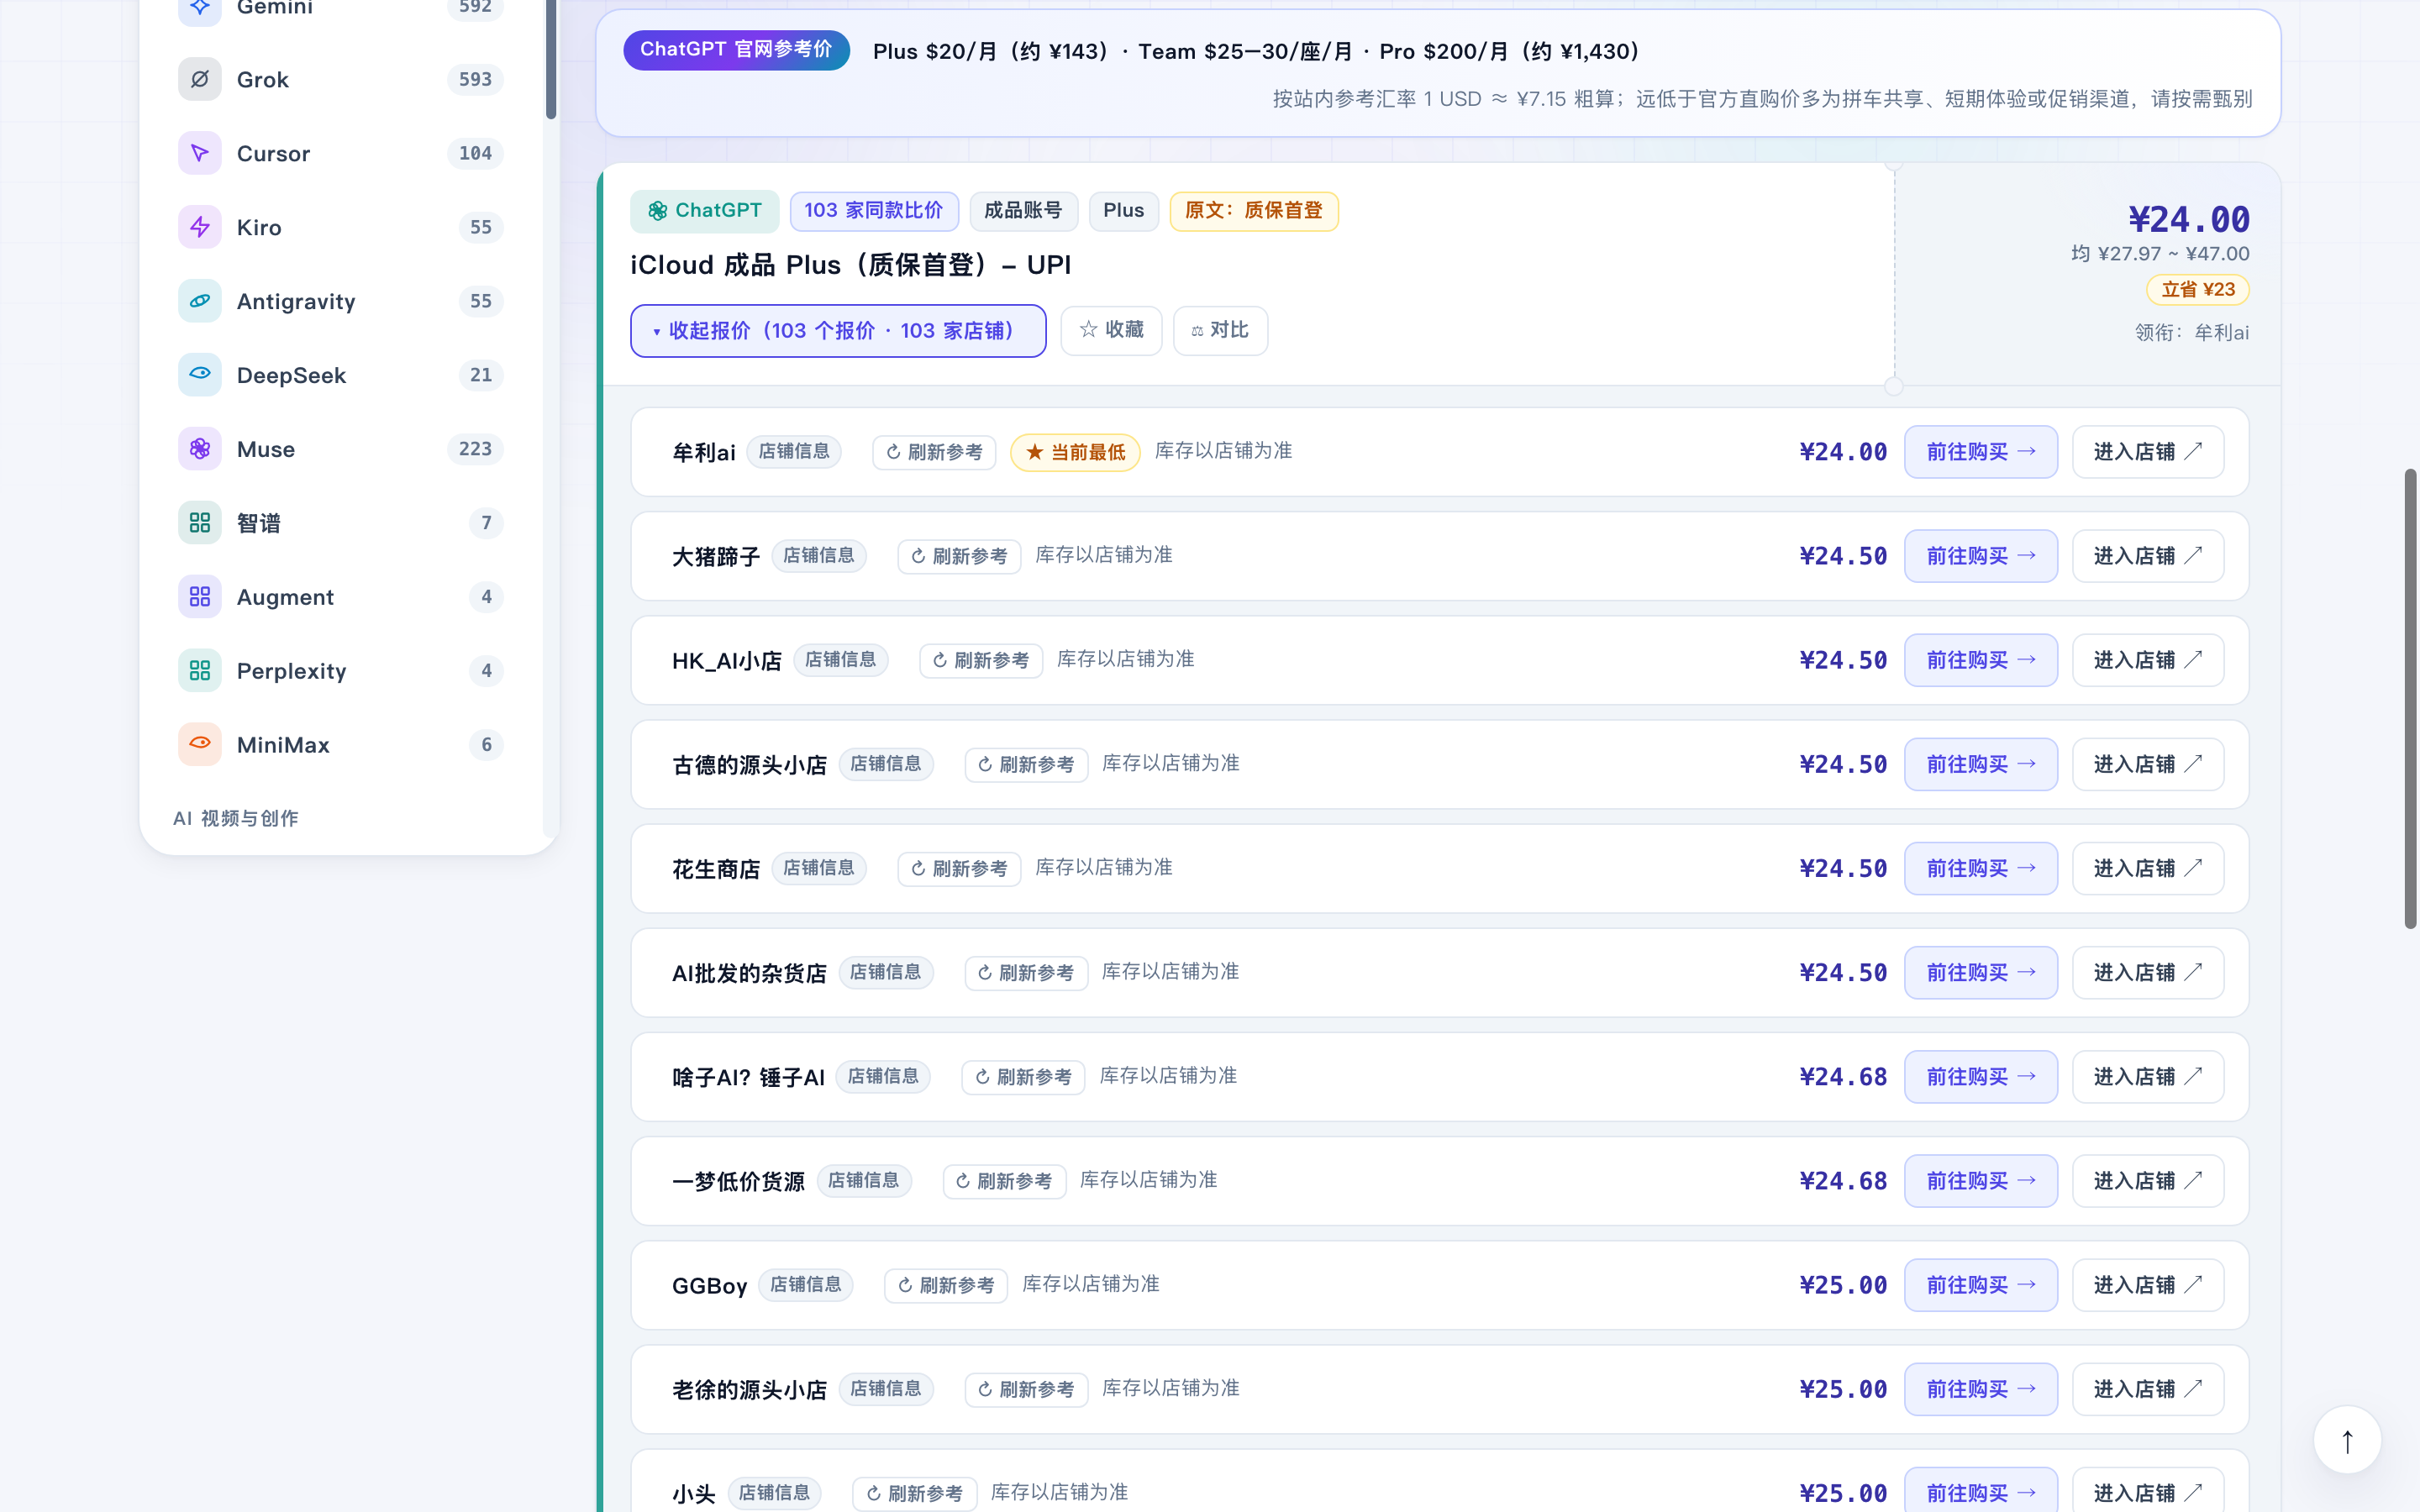 Gemini 592
Grok 593
Cursor 104
Kiro 55
Antigravity 55
DeepSeek 21
Muse 223
智谱 7
Augment 4
Perplexity 4
MiniMax 6
AI 视频与创作
ChatGPT 官网参考价 Plus $20/月（约 ¥143）· Team $25—30/座/月 · Pro $200/月（约 ¥1,430）
按站内参考汇率 1 USD ≈ ¥7.15 粗算；远低于官方直购价多为拼车共享、短期体验或促销渠道，请按需甄别
ChatGPT 103 家同款比价 成品账号 Plus 原文：质保首登
iCloud 成品 Plus（质保首登）– UPI
▾ 收起报价（103 个报价 · 103 家店铺） ☆ 收藏 ⚖ 对比
¥24.00
均 ¥27.97 ~ ¥47.00
立省 ¥23
领衔：牟利ai
牟利ai 店铺信息 ↻ 刷新参考 ★ 当前最低 库存以店铺为准 ¥24.00 前往购买 → 进入店铺 ↗
大猪蹄子 店铺信息 ↻ 刷新参考 库存以店铺为准 ¥24.50 前往购买 → 进入店铺 ↗
HK_AI小店 店铺信息 ↻ 刷新参考 库存以店铺为准 ¥24.50 前往购买 → 进入店铺 ↗
古德的源头小店 店铺信息 ↻ 刷新参考 库存以店铺为准 ¥24.50 前往购买 → 进入店铺 ↗
花生商店 店铺信息 ↻ 刷新参考 库存以店铺为准 ¥24.50 前往购买 → 进入店铺 ↗
AI批发的杂货店 店铺信息 ↻ 刷新参考 库存以店铺为准 ¥24.50 前往购买 → 进入店铺 ↗
啥子AI？锤子AI 店铺信息 ↻ 刷新参考 库存以店铺为准 ¥24.68 前往购买 → 进入店铺 ↗
一梦低价货源 店铺信息 ↻ 刷新参考 库存以店铺为准 ¥24.68 前往购买 → 进入店铺 ↗
GGBoy 店铺信息 ↻ 刷新参考 库存以店铺为准 ¥25.00 前往购买 → 进入店铺 ↗
老徐的源头小店 店铺信息 ↻ 刷新参考 库存以店铺为准 ¥25.00 前往购买 → 进入店铺 ↗
小头 店铺信息 ↻ 刷新参考 库存以店铺为准 ¥25.00 前往购买 → 进入店铺 ↗
↑